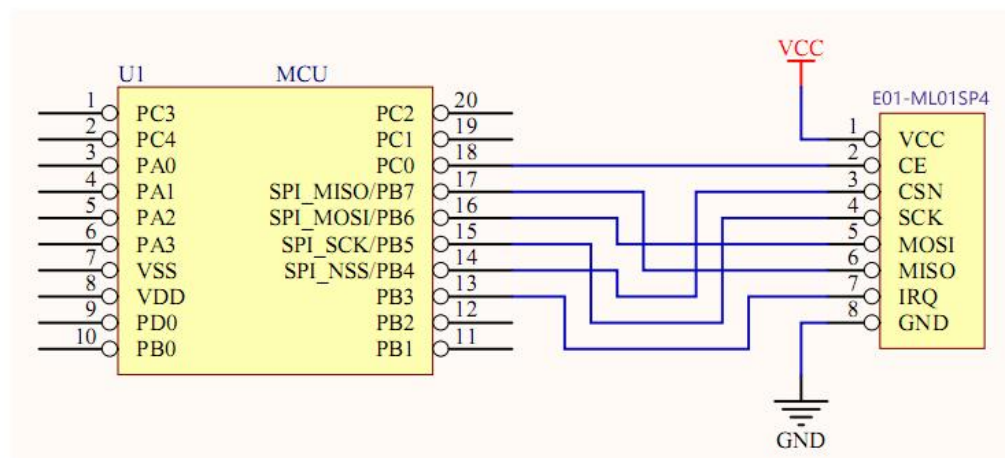 U1 MCU
VCC
E01-ML01SP4
1 PC3
2 PC4
3 PA0
4 PA1
5 PA2
6 PA3
7 VSS
8 VDD
9 PD0
10 PB0
PC2 20
PC1 19
PC0 18
SPI_MISO/PB7 17
SPI_MOSI/PB6 16
SPI_SCK/PB5 15
SPI_NSS/PB4 14
PB3 13
PB2 12
PB1 11
1 VCC
2 CE
3 CSN
4 SCK
5 MOSI
6 MISO
7 IRQ
8 GND
GND